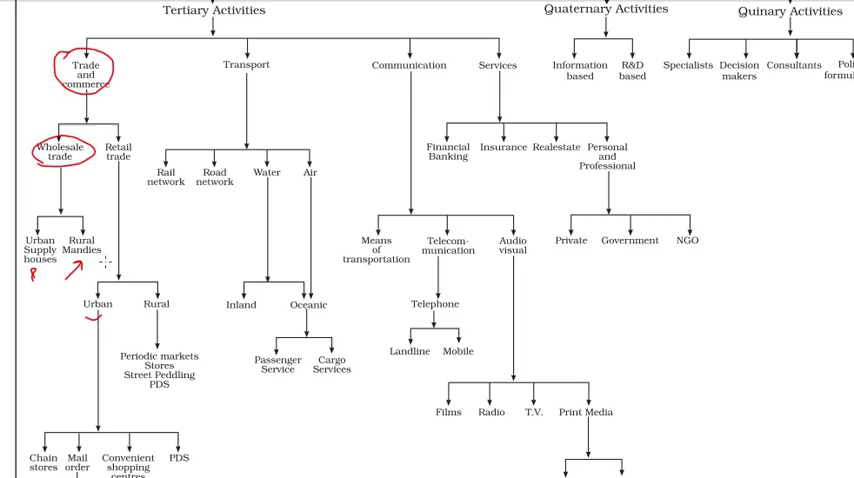 Tertiary Activities
Quaternary Activities
Quinary Activities
Trade
and
commerce
Transport
Communication
Services
Information
based
R&D
based
Specialists
Decision
makers
Consultants
Wholesale
trade
Retail
trade
Rail
network
Road
network
Water
Air
Financial
Banking
Insurance
Realestate
Personal
and
Professional
Urban
Supply
houses
Rural
Mandies
Means
of
transportation
Telecom-
munication
Audio
visual
Private
Government
NGO
Urban
Rural
Inland
Oceanic
Telephone
Periodic markets
Stores
Street Peddling
PDS
Passenger
Service
Cargo
Services
Landline
Mobile
Films
Radio
T.V.
Print Media
Chain
stores
Mail
order
Convenient
shopping
centres
PDS